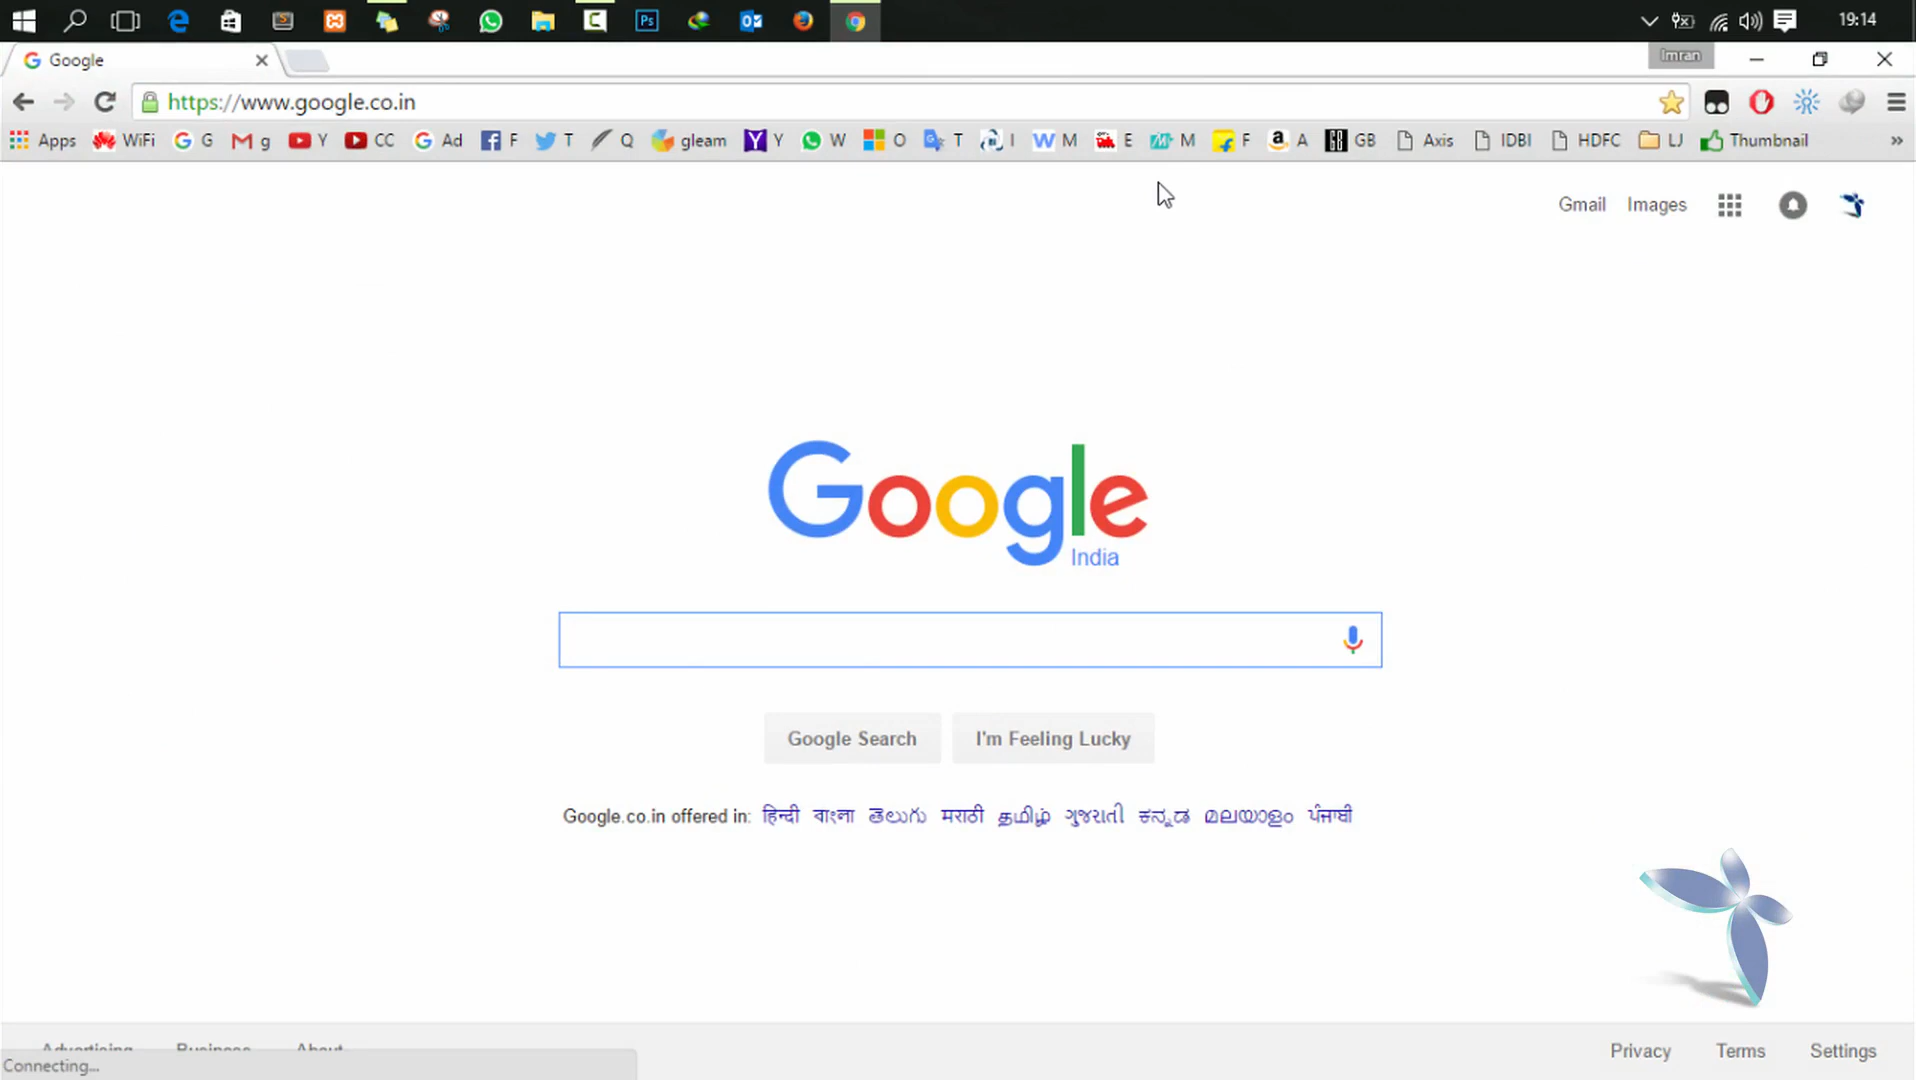 19:14
Google
Imran
https://www.google.co.in
Apps WiFi G g Y CC Ad F T Q gleam Y W O T I M E M F A GB Axis IDBI HDFC LJ Thumbnail »
Gmail Images
Google
India
Google Search I'm Feeling Lucky
Google.co.in offered in: हिन्दी বাংলা తెలుగు मराठी தமிழ் ગુજરાતી ಕನ್ನಡ മലയാളം ਪੰਜਾਬੀ
Advertising Business About Privacy Terms Settings
Connecting...